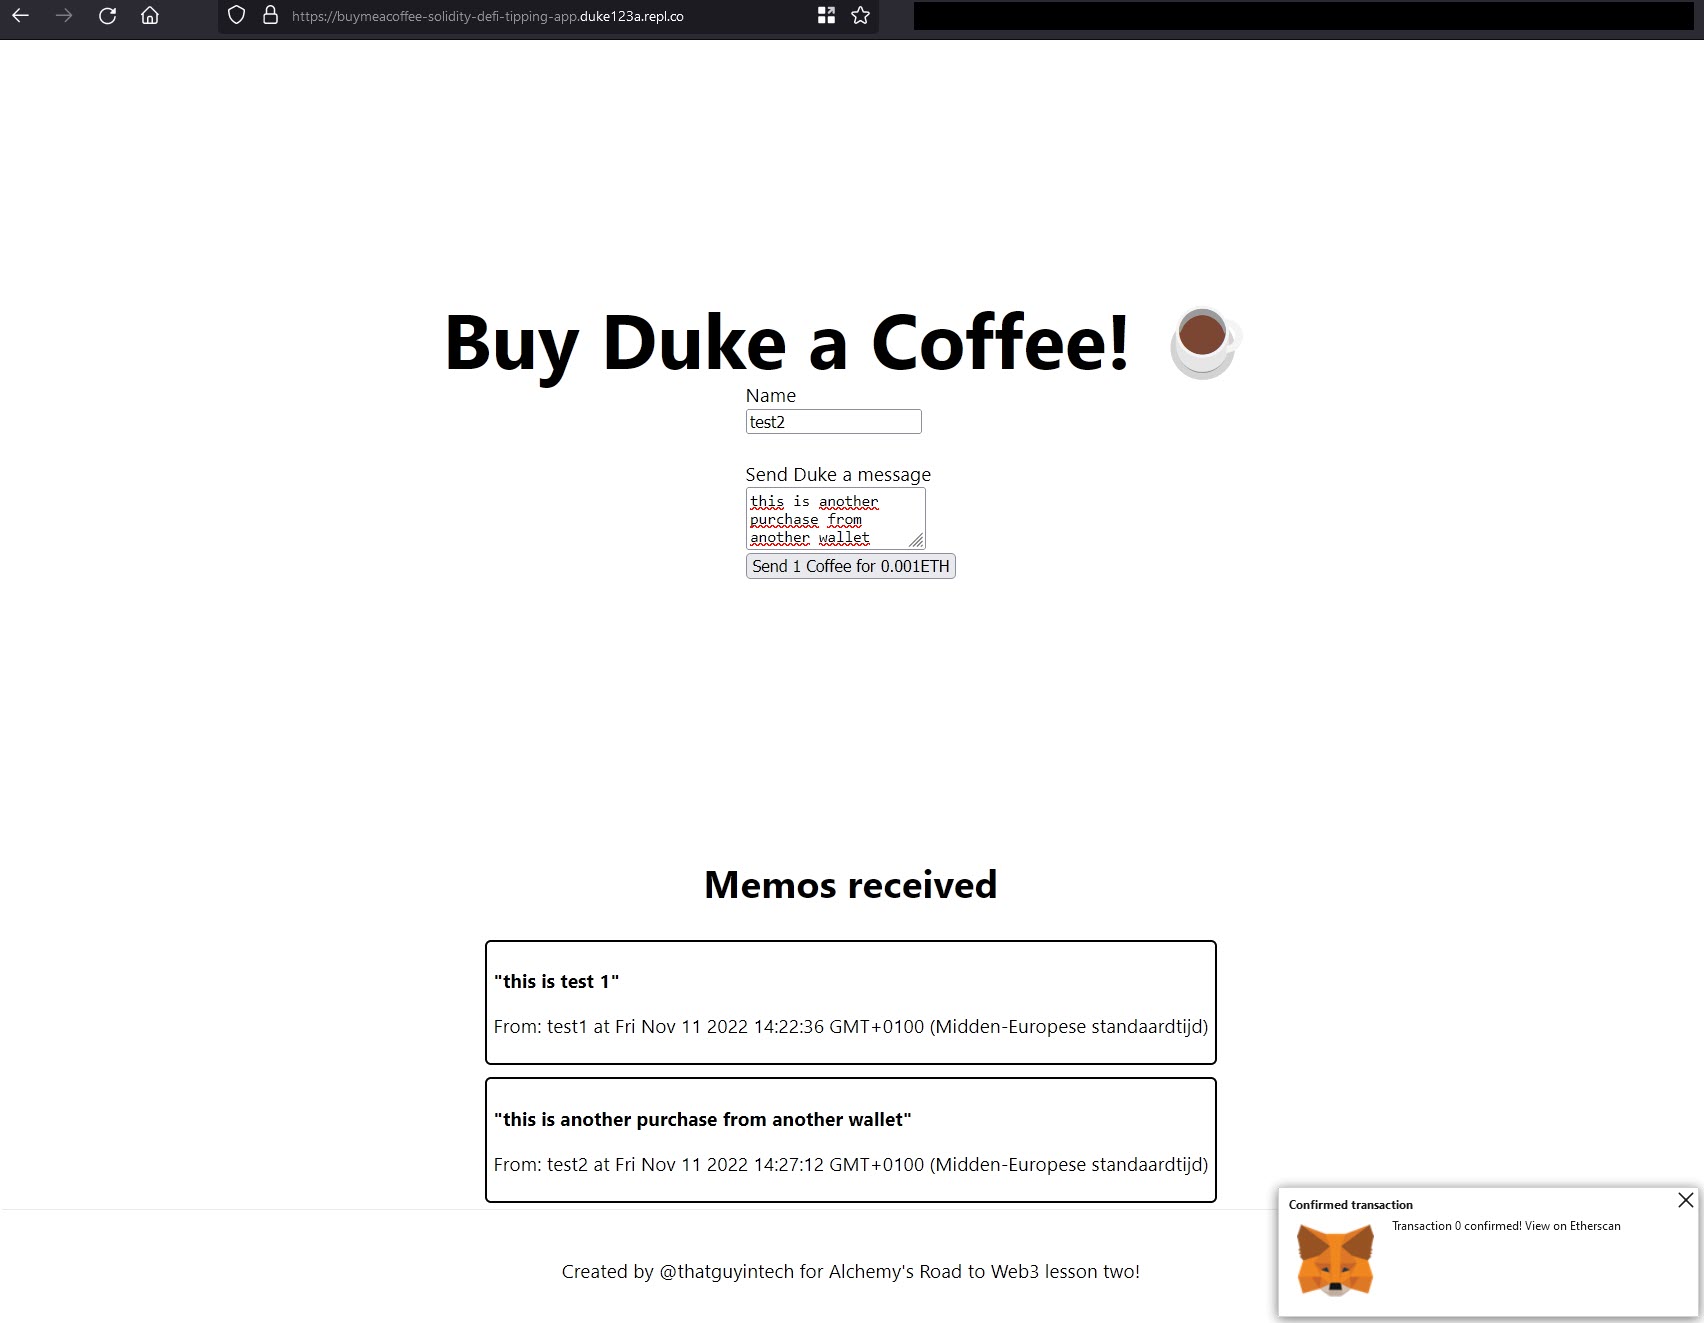 https://buymeacoffee-solidity-defi-tipping-app.duke123a.repl.co
Buy Duke a Coffee!
Name
test2
Send Duke a message
this is another
purchase from
another wallet
Send 1 Coffee for 0.001ETH
Memos received
"this is test 1"
From: test1 at Fri Nov 11 2022 14:22:36 GMT+0100 (Midden-Europese standaardtijd)
"this is another purchase from another wallet"
From: test2 at Fri Nov 11 2022 14:27:12 GMT+0100 (Midden-Europese standaardtijd)
Confirmed transaction
Transaction 0 confirmed! View on Etherscan
Created by @thatguyintech for Alchemy's Road to Web3 lesson two!